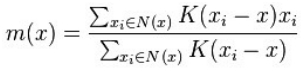 m(x) = \frac{\sum_{x_i \in N(x)} K(x_i - x) x_i}{\sum_{x_i \in N(x)} K(x_i - x)}